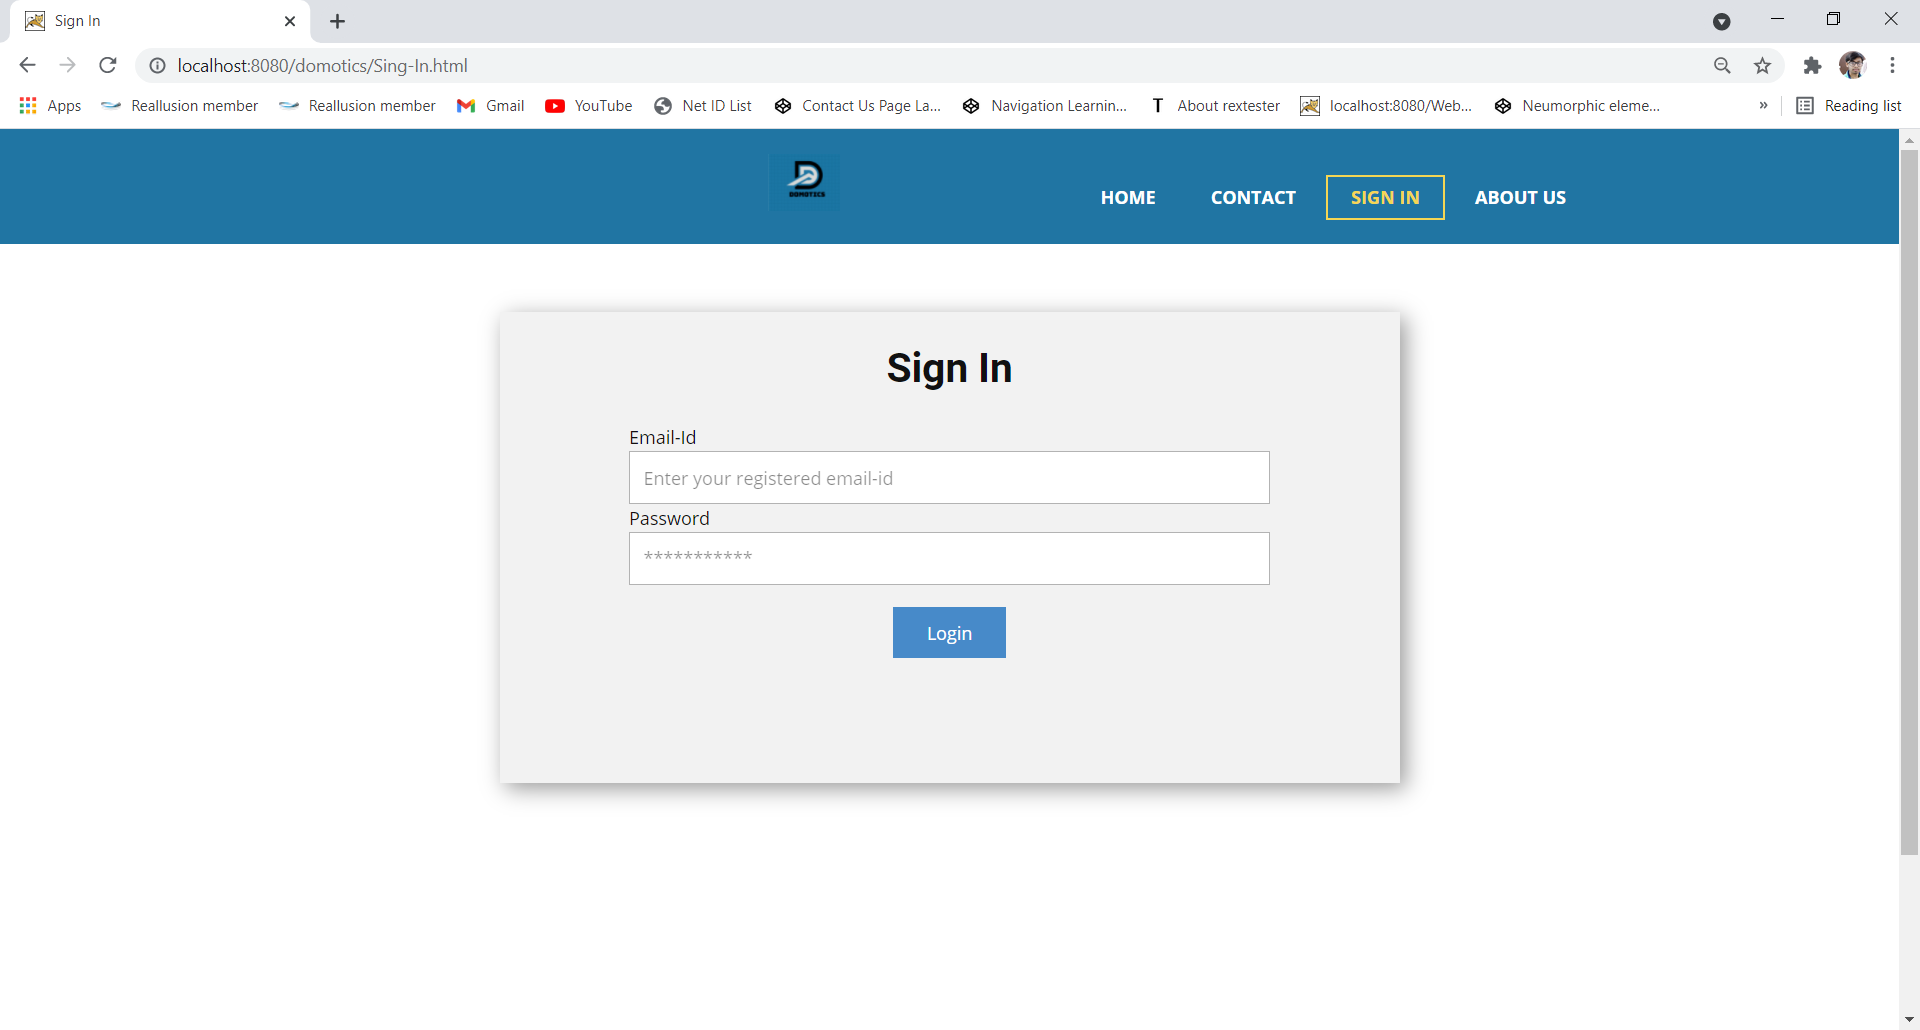 Sign In
localhost:8080/domotics/Sing-In.html
Apps Reallusion member Reallusion member Gmail YouTube Net ID List Contact Us Page La... Navigation Learnin... About rextester localhost:8080/Web... Neumorphic eleme... » Reading list
DOMOTICS
HOME CONTACT SIGN IN ABOUT US
Sign In
Email-Id
Enter your registered email-id
Password
***********
Login